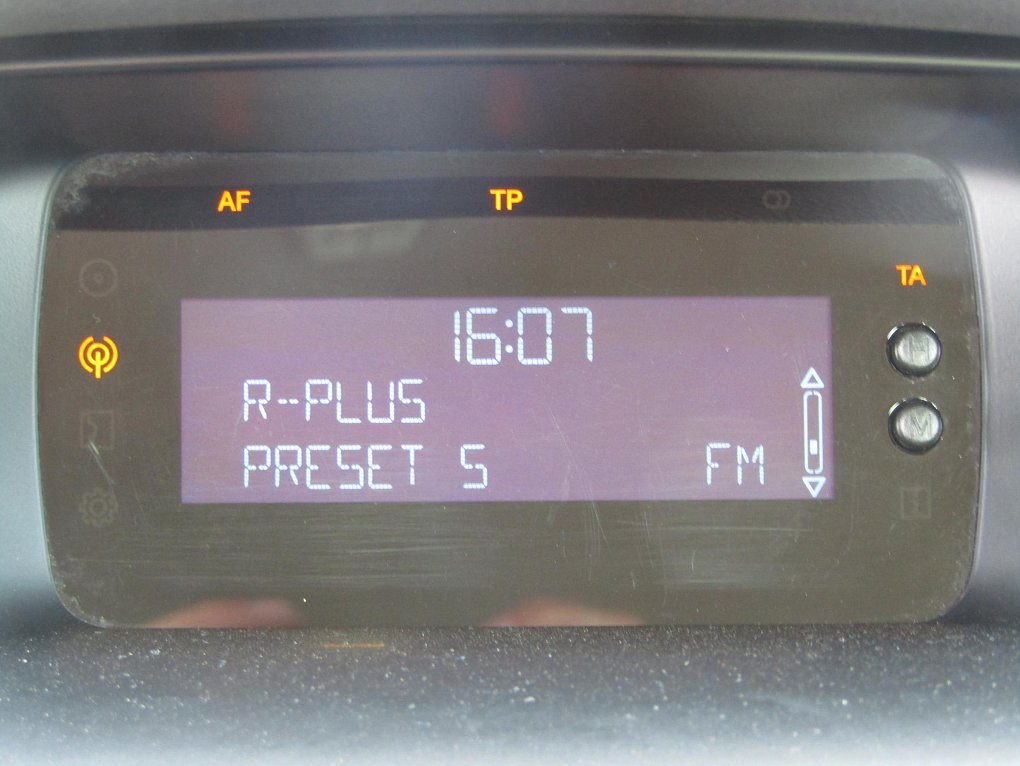 AF TP
TA
16:07
H
R-PLUS
M
PRESET 5 FM